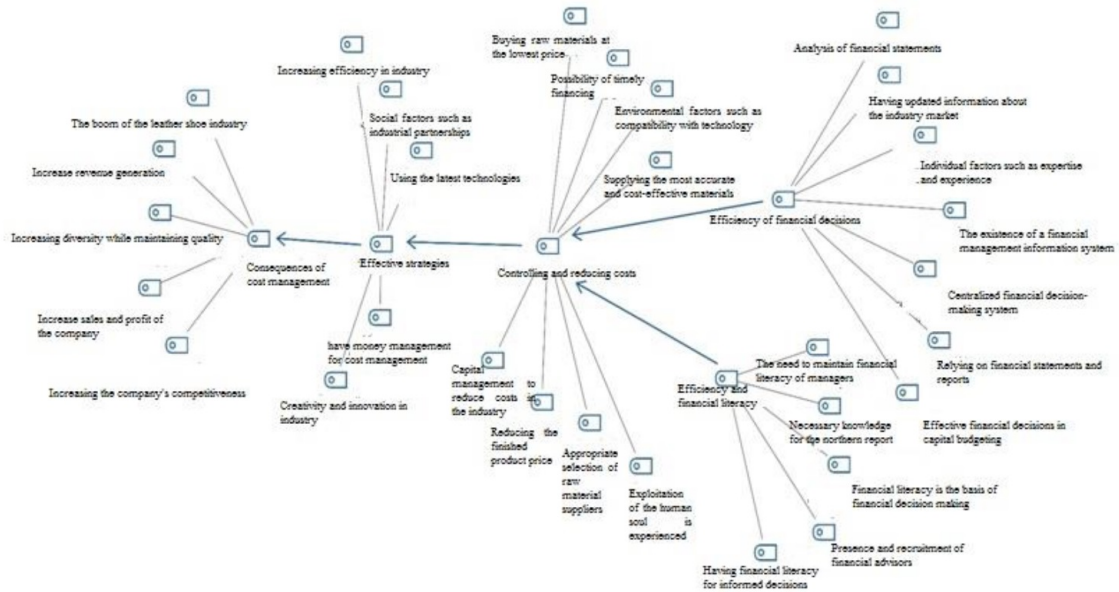 Buying raw materials at
the lowest price
Analysis of financial statements
Increasing efficiency in industry
Possibility of timely
financing
Having updated information about
the industry market
Social factors such as
industrial partnerships
Environmental factors such as
compatibility with technology
The boom of the leather shoe industry
Individual factors such as expertise
and experience
Increase revenue generation
Using the latest technologies
Supplying the most accurate
and cost-effective materials
Efficiency of financial decisions
The existence of a financial
management information system
Increasing diversity while maintaining quality
Consequences of
cost management
Effective strategies
Controlling and reducing costs
Centralized financial decision-
making system
Increase sales and profit of
the company
have money management
for cost management
Relying on financial statements and
reports
Capital
management to
reduce costs in
the industry
The need to maintain financial
literacy of managers
Efficiency and
financial literacy
Increasing the company's competitiveness
Creativity and innovation in
industry
Reducing the
finished
product price
Necessary knowledge
for the northern report
Effective financial decisions in
capital budgeting
Appropriate
selection of
raw
material
suppliers
Exploitation
of the human
soul is
experienced
Financial literacy is the basis of
financial decision making
Presence and recruitment of
financial advisors
Having financial literacy
for informed decisions